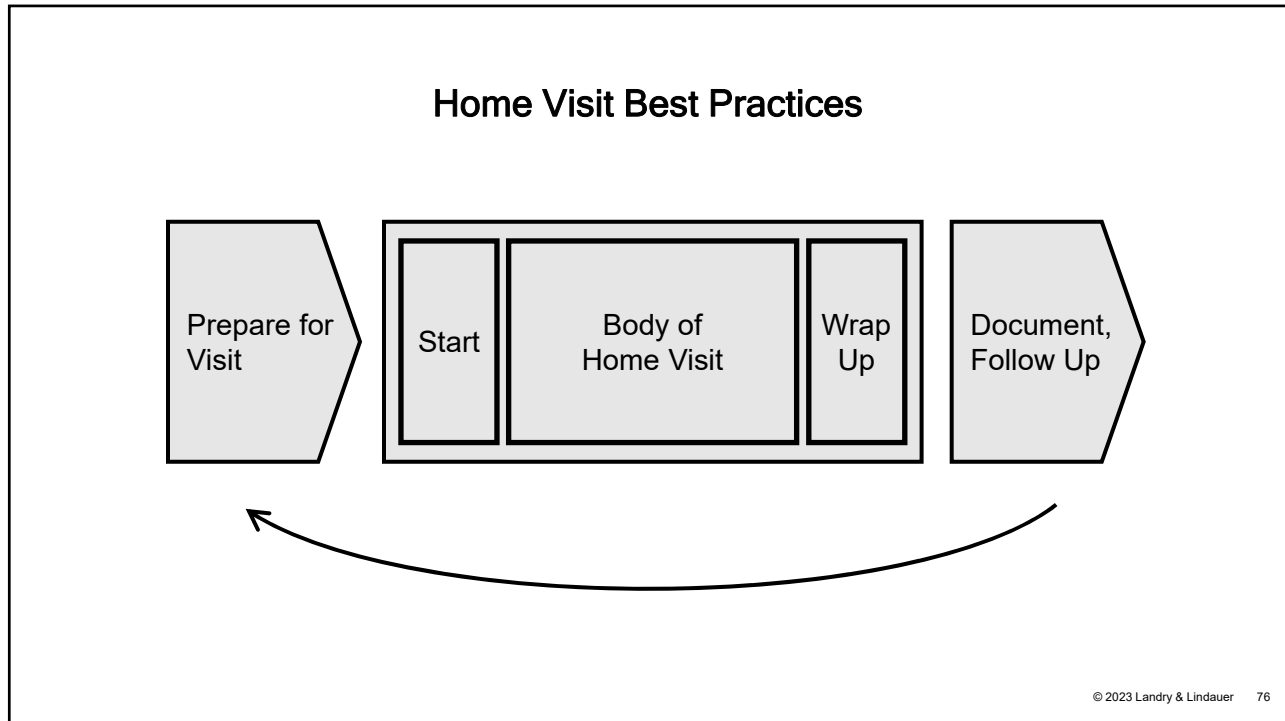 Home Visit Best Practices
Prepare for
Visit
Start
Body of
Home Visit
Wrap
Up
Document,
Follow Up
© 2023 Landry & Lindauer 76